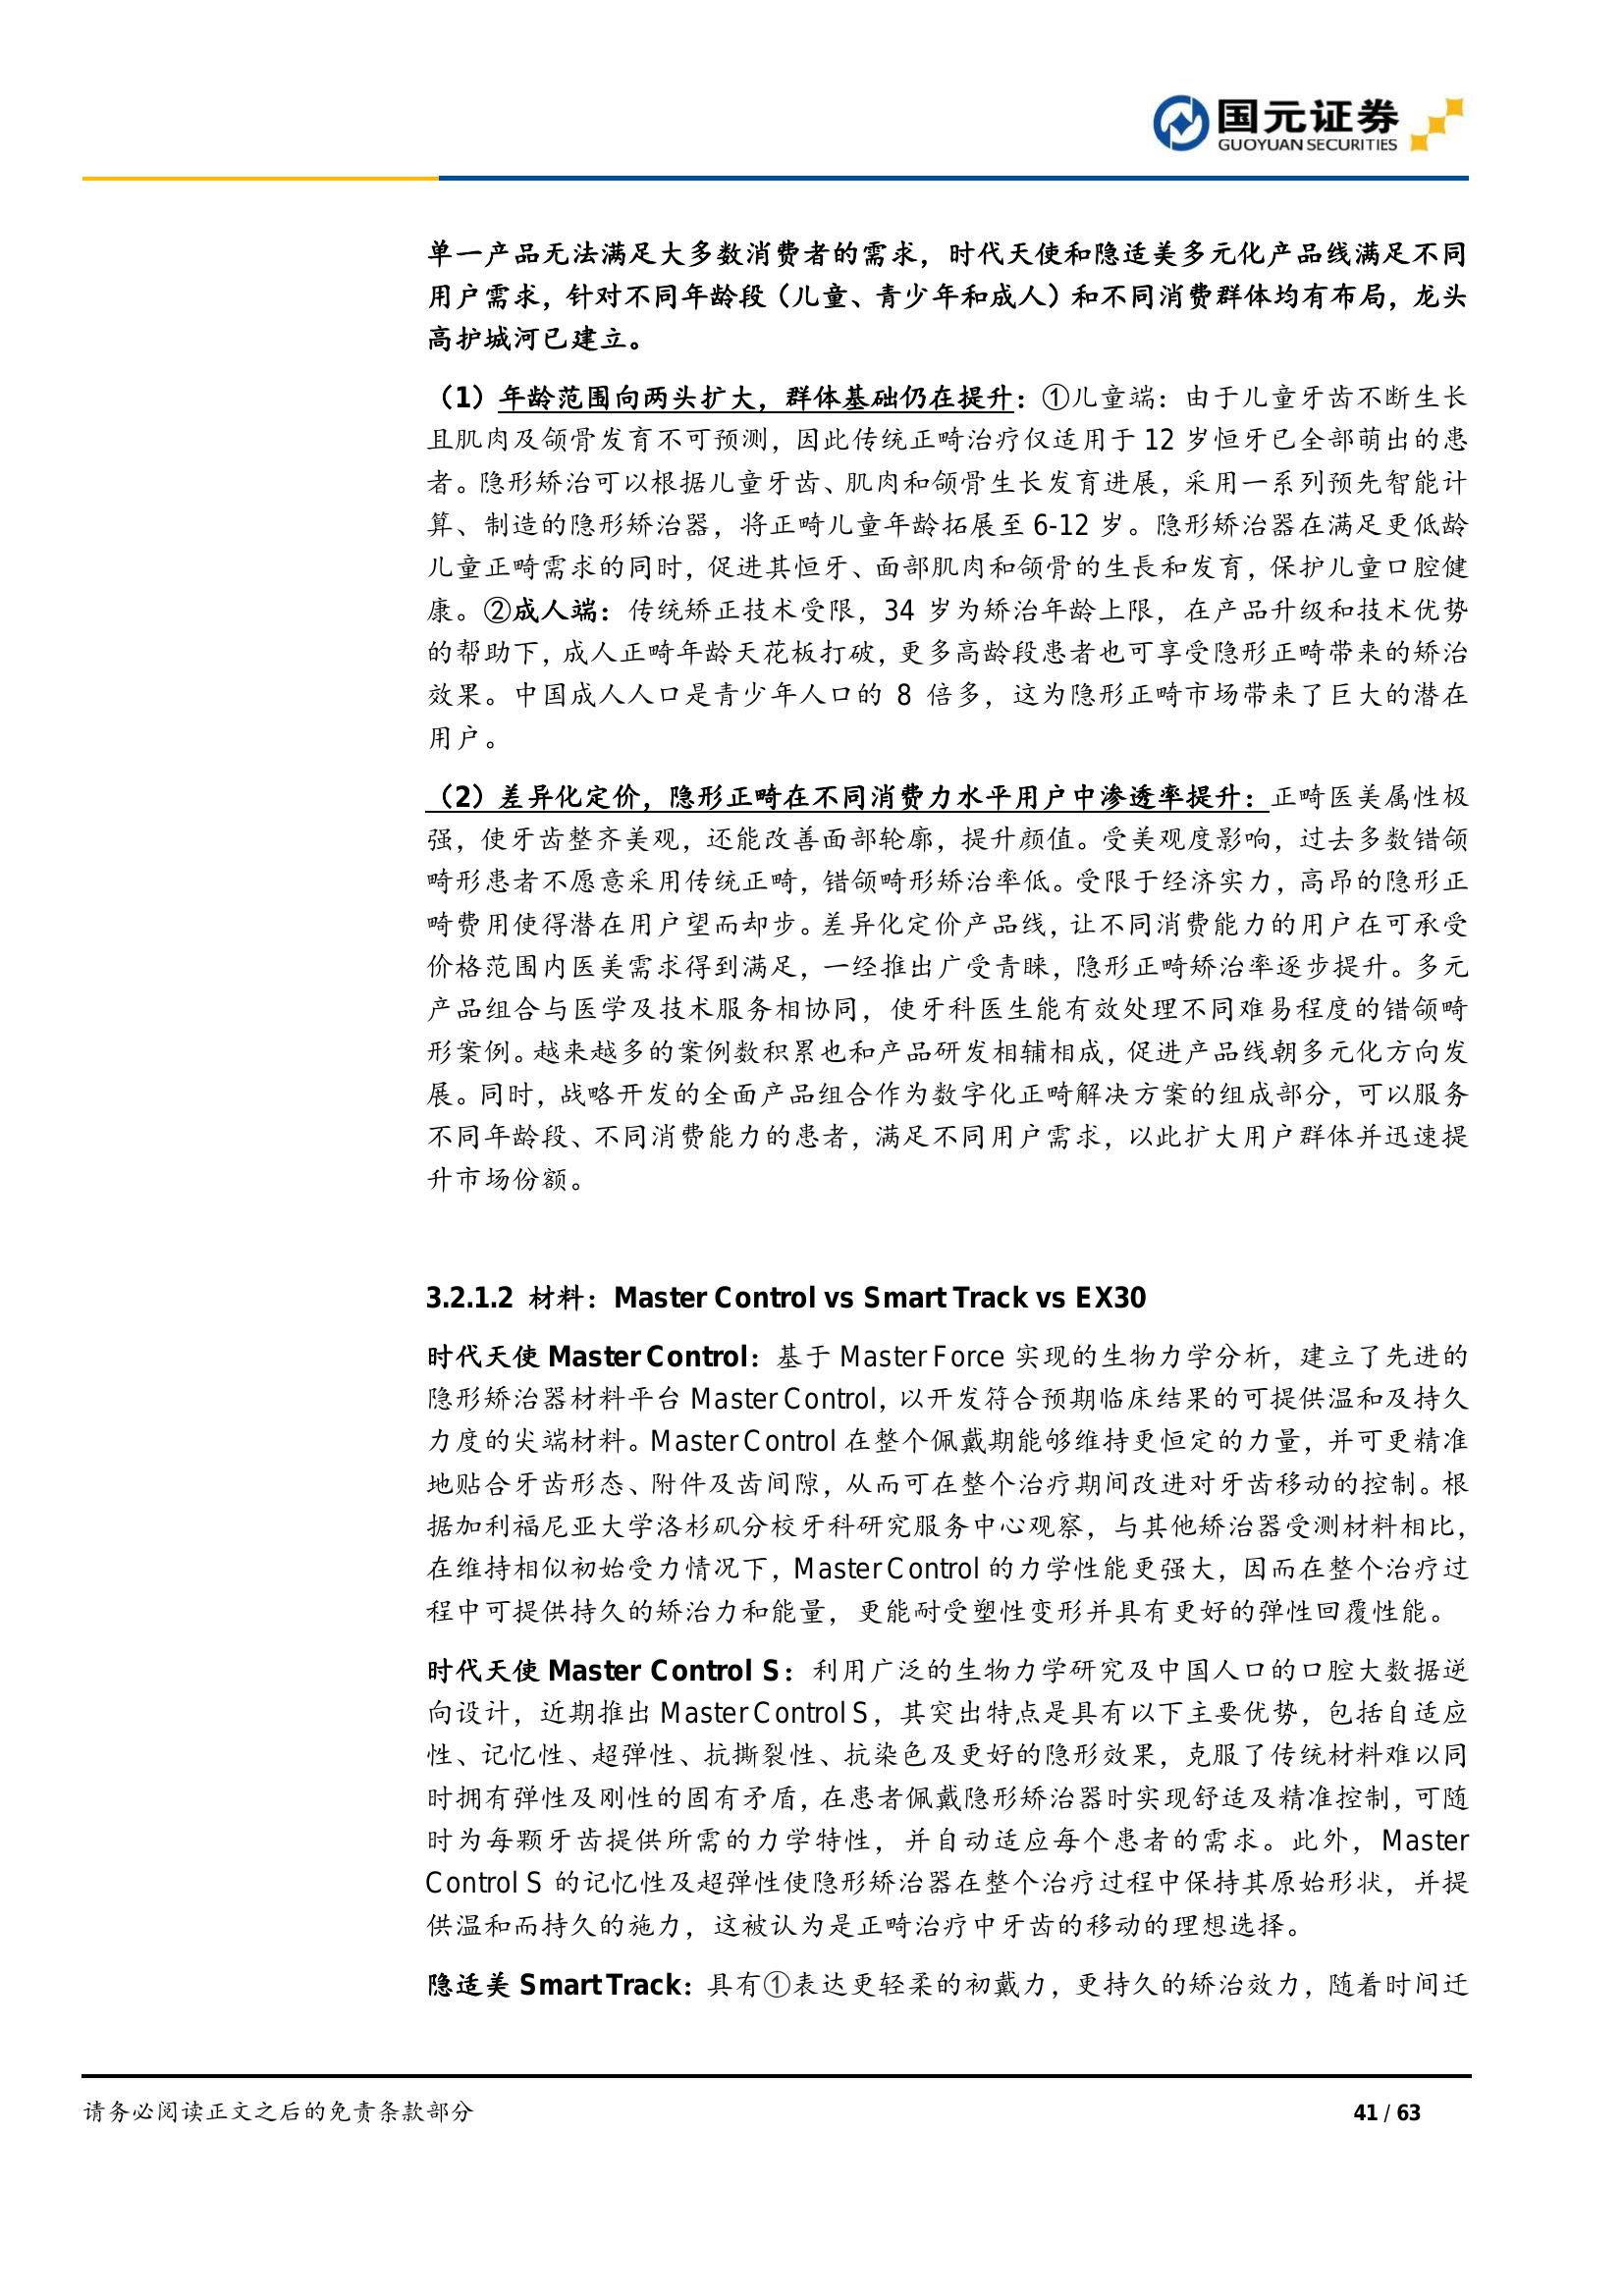 国元证券
GUOYUAN SECURITIES
单一产品无法满足大多数消费者的需求，时代天使和隐适美多元化产品线满足不同
用户需求，针对不同年龄段（儿童、青少年和成人）和不同消费群体均有布局，龙头
高护城河已建立。
（1）年龄范围向两头扩大，群体基础仍在提升：①儿童端：由于儿童牙齿不断生长
且肌肉及颌骨发育不可预测，因此传统正畸治疗仅适用于 12 岁恒牙已全部萌出的患
者。隐形矫治可以根据儿童牙齿、肌肉和颌骨生长发育进展，采用一系列预先智能计
算、制造的隐形矫治器，将正畸儿童年龄拓展至 6-12 岁。隐形矫治器在满足更低龄
儿童正畸需求的同时，促进其恒牙、面部肌肉和颌骨的生長和发育，保护儿童口腔健
康。②成人端：传统矫正技术受限，34 岁为矫治年龄上限，在产品升级和技术优势
的帮助下，成人正畸年龄天花板打破，更多高龄段患者也可享受隐形正畸带来的矫治
效果。中国成人人口是青少年人口的 8 倍多，这为隐形正畸市场带来了巨大的潜在
用户。
（2）差异化定价，隐形正畸在不同消费力水平用户中渗透率提升：正畸医美属性极
强，使牙齿整齐美观，还能改善面部轮廓，提升颜值。受美观度影响，过去多数错颌
畸形患者不愿意采用传统正畸，错颌畸形矫治率低。受限于经济实力，高昂的隐形正
畸费用使得潜在用户望而却步。差异化定价产品线，让不同消费能力的用户在可承受
价格范围内医美需求得到满足，一经推出广受青睐，隐形正畸矫治率逐步提升。多元
产品组合与医学及技术服务相协同，使牙科医生能有效处理不同难易程度的错颌畸
形案例。越来越多的案例数积累也和产品研发相辅相成，促进产品线朝多元化方向发
展。同时，战略开发的全面产品组合作为数字化正畸解决方案的组成部分，可以服务
不同年龄段、不同消费能力的患者，满足不同用户需求，以此扩大用户群体并迅速提
升市场份额。
3.2.1.2 材料：Master Control vs Smart Track vs EX30
时代天使 Master Control：基于 Master Force 实现的生物力学分析，建立了先进的
隐形矫治器材料平台 Master Control，以开发符合预期临床结果的可提供温和及持久
力度的尖端材料。Master Control 在整个佩戴期能够维持更恒定的力量，并可更精准
地贴合牙齿形态、附件及齿间隙，从而可在整个治疗期间改进对牙齿移动的控制。根
据加利福尼亚大学洛杉矶分校牙科研究服务中心观察，与其他矫治器受测材料相比，
在维持相似初始受力情况下，Master Control 的力学性能更强大，因而在整个治疗过
程中可提供持久的矫治力和能量，更能耐受塑性变形并具有更好的弹性回覆性能。
时代天使 Master Control S：利用广泛的生物力学研究及中国人口的口腔大数据逆
向设计，近期推出 Master Control S，其突出特点是具有以下主要优势，包括自适应
性、记忆性、超弹性、抗撕裂性、抗染色及更好的隐形效果，克服了传统材料难以同
时拥有弹性及刚性的固有矛盾，在患者佩戴隐形矫治器时实现舒适及精准控制，可随
时为每颗牙齿提供所需的力学特性，并自动适应每个患者的需求。此外，Master
Control S 的记忆性及超弹性使隐形矫治器在整个治疗过程中保持其原始形状，并提
供温和而持久的施力，这被认为是正畸治疗中牙齿的移动的理想选择。
隐适美 Smart Track：具有①表达更轻柔的初戴力，更持久的矫治效力，随着时间迁
请务必阅读正文之后的免责条款部分
41 / 63